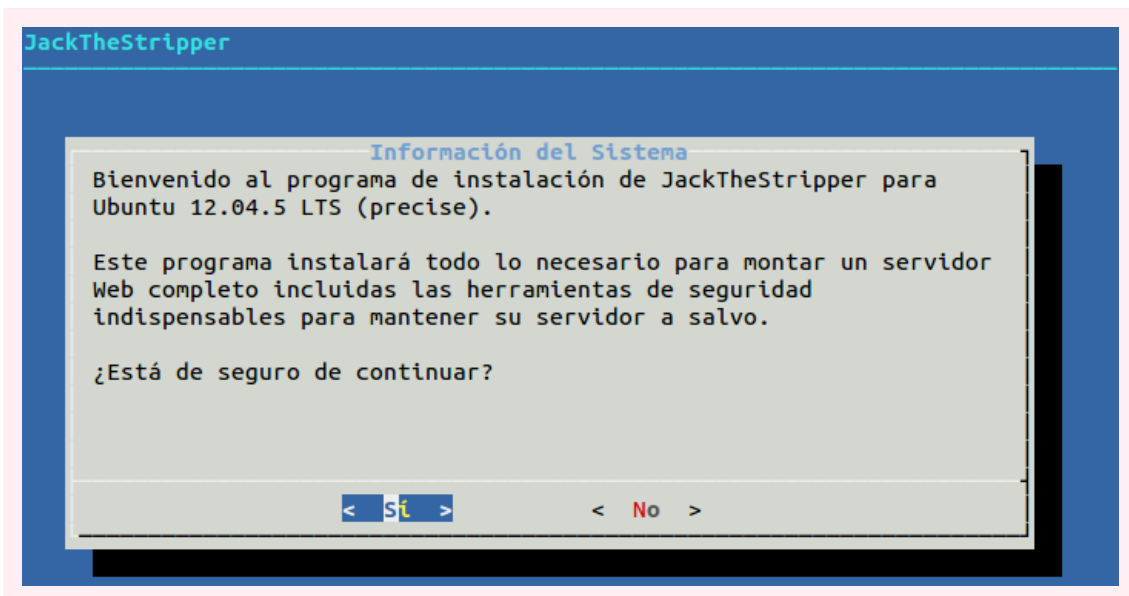 JackTheStripper
Información del Sistema
Bienvenido al programa de instalación de JackTheStripper para
Ubuntu 12.04.5 LTS (precise).
Este programa instalará todo lo necesario para montar un servidor
Web completo incluidas las herramientas de seguridad
indispensables para mantener su servidor a salvo.
¿Está de seguro de continuar?
< Sí > < No >